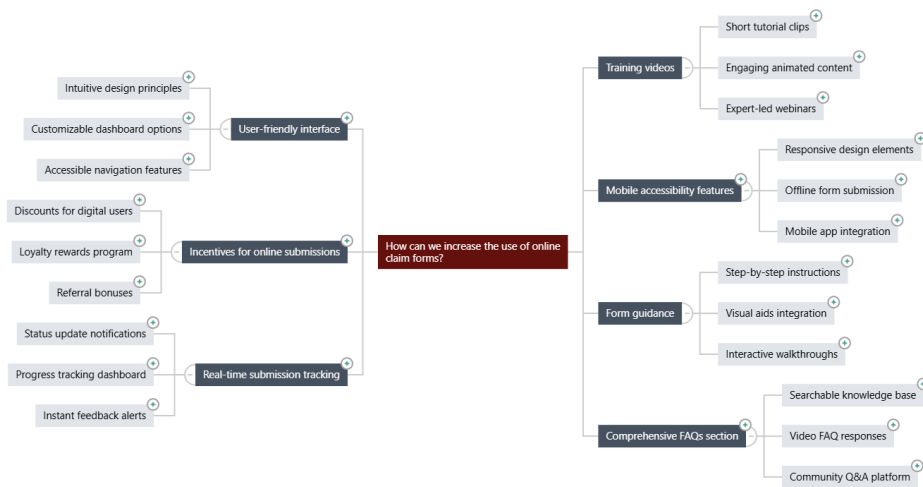 How can we increase the use of online
claim forms?
User-friendly interface
Intuitive design principles
Customizable dashboard options
Accessible navigation features
Incentives for online submissions
Discounts for digital users
Loyalty rewards program
Referral bonuses
Real-time submission tracking
Status update notifications
Progress tracking dashboard
Instant feedback alerts
Training videos
Short tutorial clips
Engaging animated content
Expert-led webinars
Mobile accessibility features
Responsive design elements
Offline form submission
Mobile app integration
Form guidance
Step-by-step instructions
Visual aids integration
Interactive walkthroughs
Comprehensive FAQs section
Searchable knowledge base
Video FAQ responses
Community Q&A platform